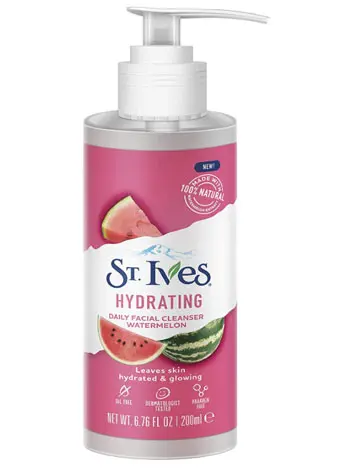 NEW!
MADE WITH
100% NATURAL
ST. IVES
HYDRATING
DAILY FACIAL CLEANSER
WATERMELON
Leaves skin
hydrated & glowing
OIL FREE
DERMATOLOGIST
TESTED
PARABEN
FREE
NET WT. 6.76 FL OZ | 200ml ℮